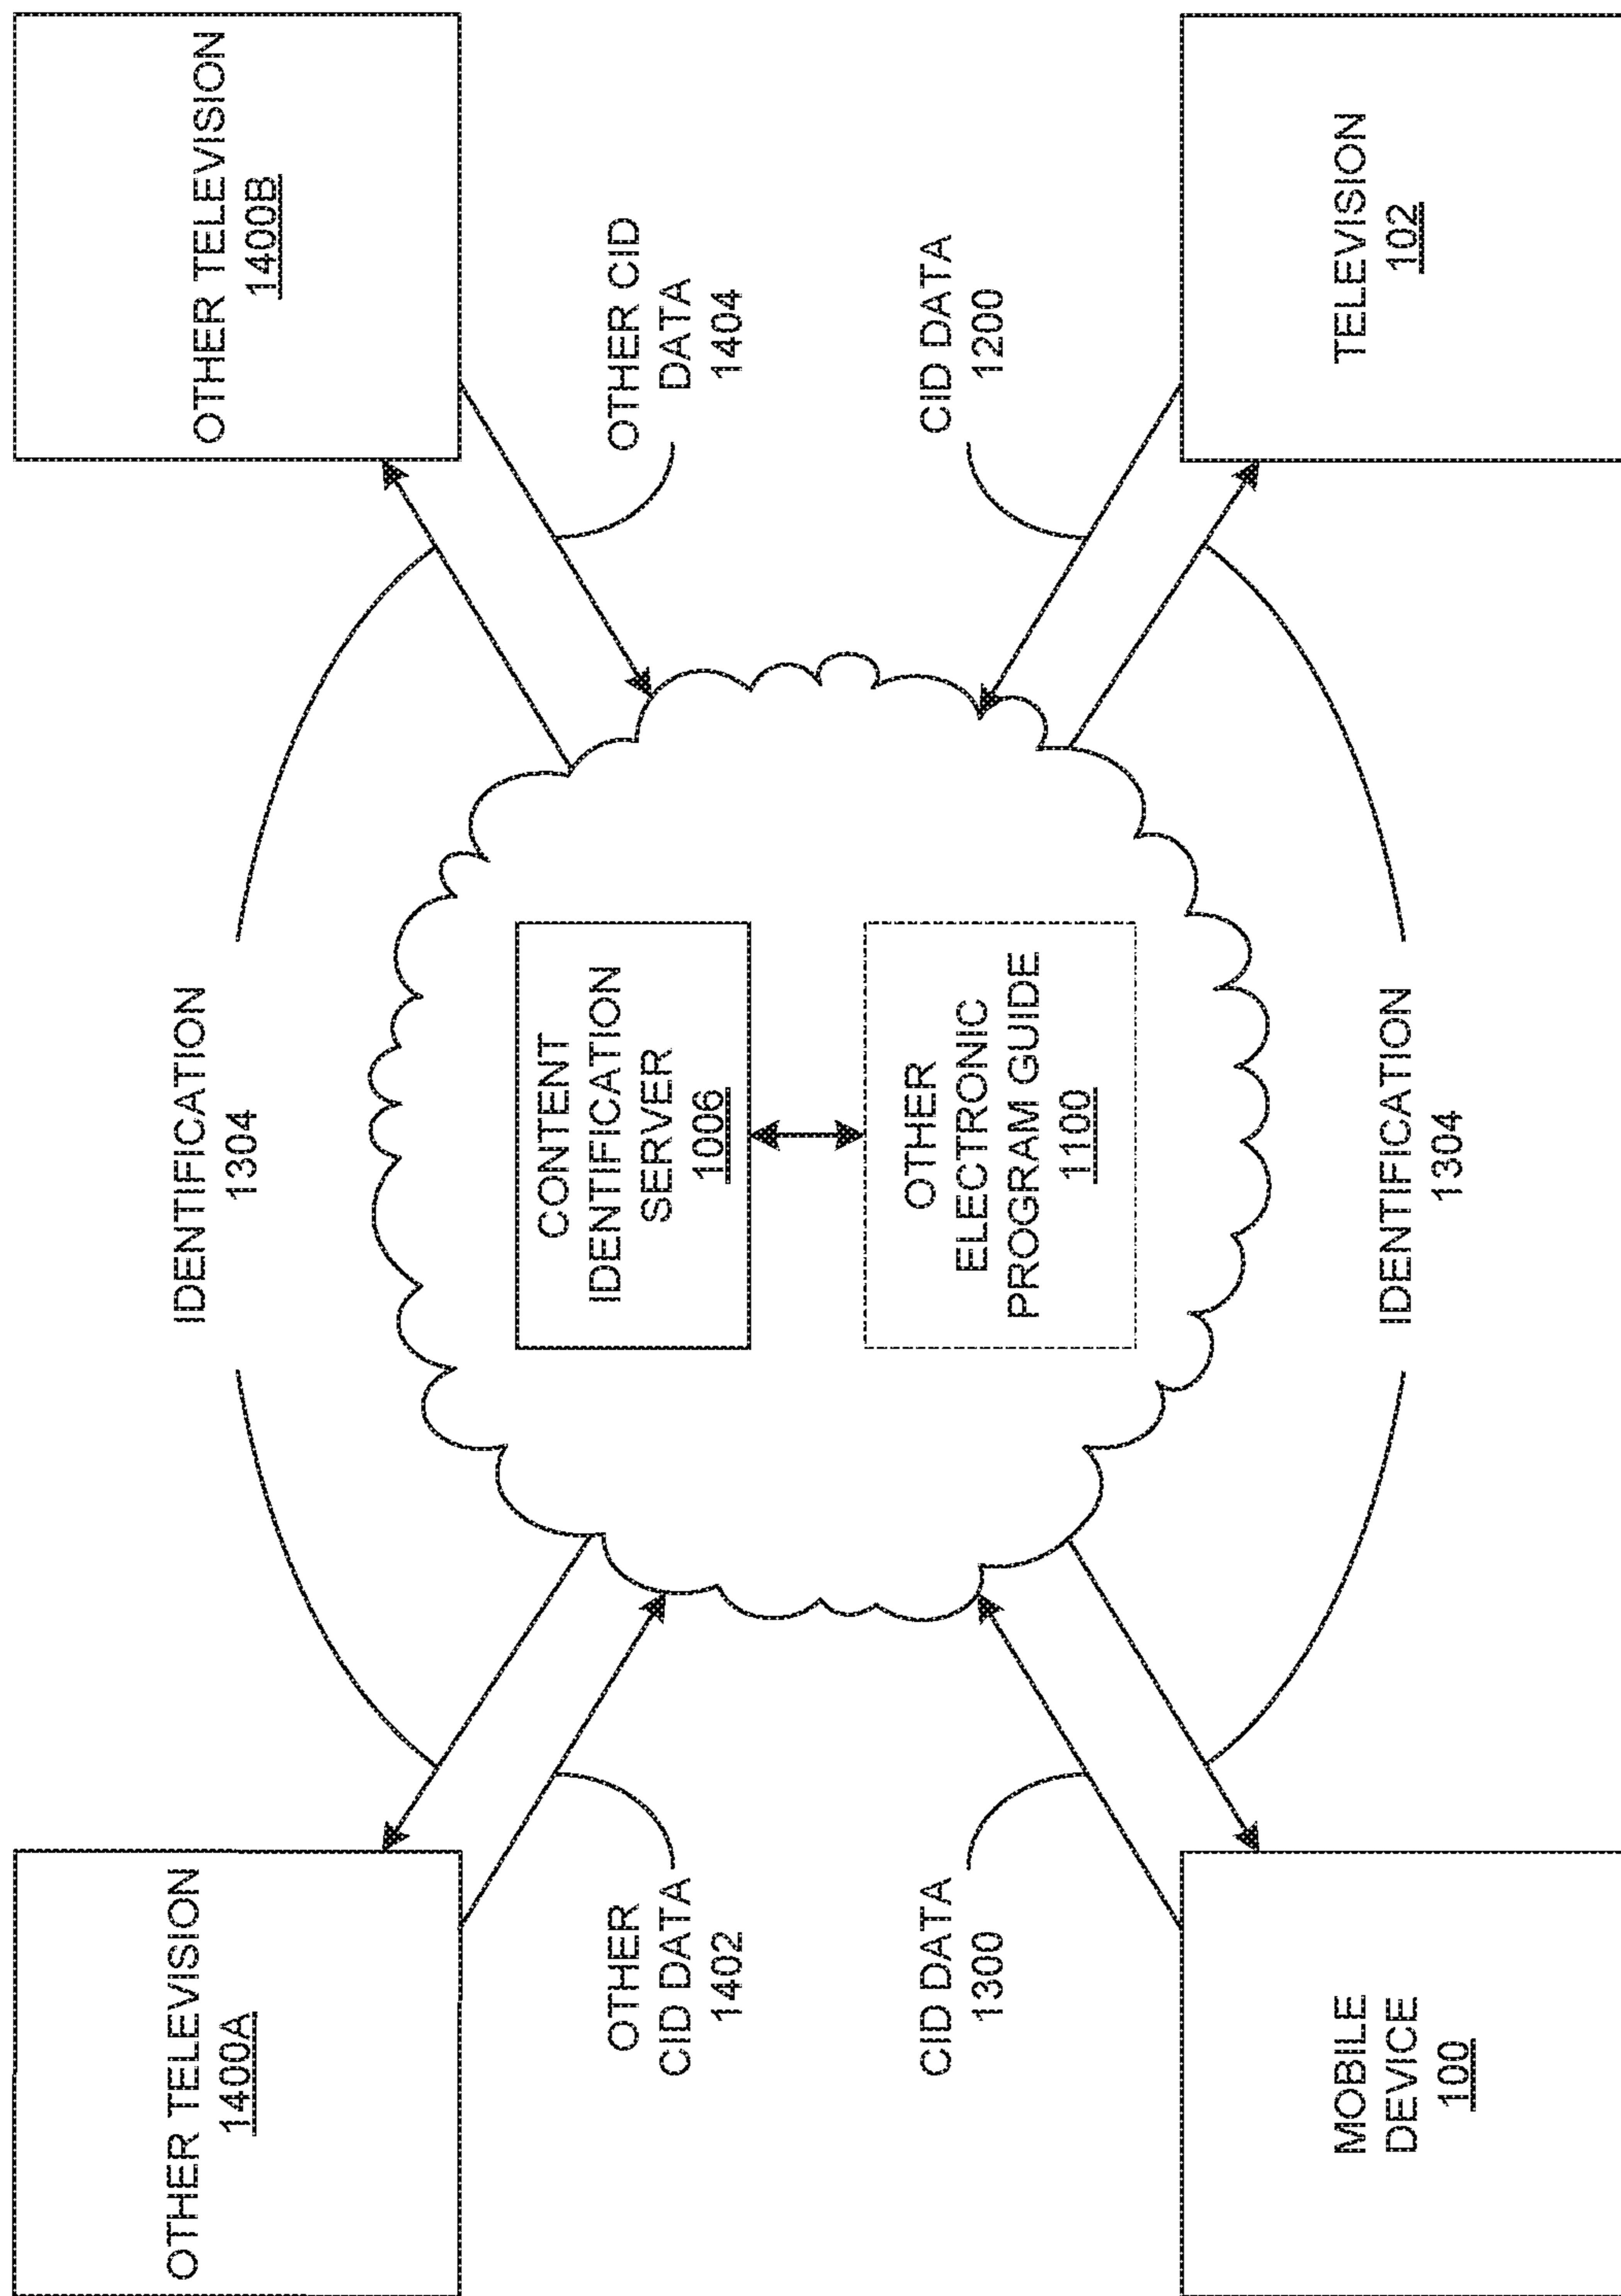 OTHER TELEVISION
1400A
IDENTIFICATION
1304
OTHER TELEVISION
1400B
OTHER
CID DATA
1402
CONTENT
IDENTIFICATION
SERVER
1006
OTHER CID
DATA
1404
CID DATA
1300
OTHER
ELECTRONIC
PROGRAM GUIDE
1100
CID DATA
1200
MOBILE
DEVICE
100
IDENTIFICATION
1304
TELEVISION
102